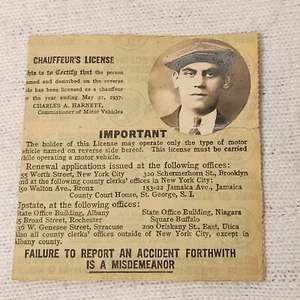 CHAUFFEUR'S LICENSE
his is to Certify that the person
named and described on the reverse
side has been licensed as a chauffeur
for the year ending May 31, 1937.
CHARLES A. HARNETT,
Commissioner of Motor Vehicles
IMPORTANT
The holder of this License may operate only the type of
motor vehicle named on reverse side hereof. This license must be carried
while operating a motor vehicle.
Renewal applications issued at the following offices:
55 Worth Street, New York 320 Schermerhorn St., Brooklyn
and at the following county clerks' offices in New York City:
50 Walton Ave., Bronx 153-22 Jamaica Ave., Jamaica
County Court House, St. George, S. I.
Upstate, at the following offices:
State Office Building, Albany State Office Building, Niagara
5 Broad Street, Rochester Square Buffalo
36 W. Genesee Street, Syracuse 200 Oriskany St., East, Utica
Also all county clerks' offices outside of New York City, except in
Albany county.
FAILURE TO REPORT AN ACCIDENT FORTHWITH
IS A MISDEMEANOR